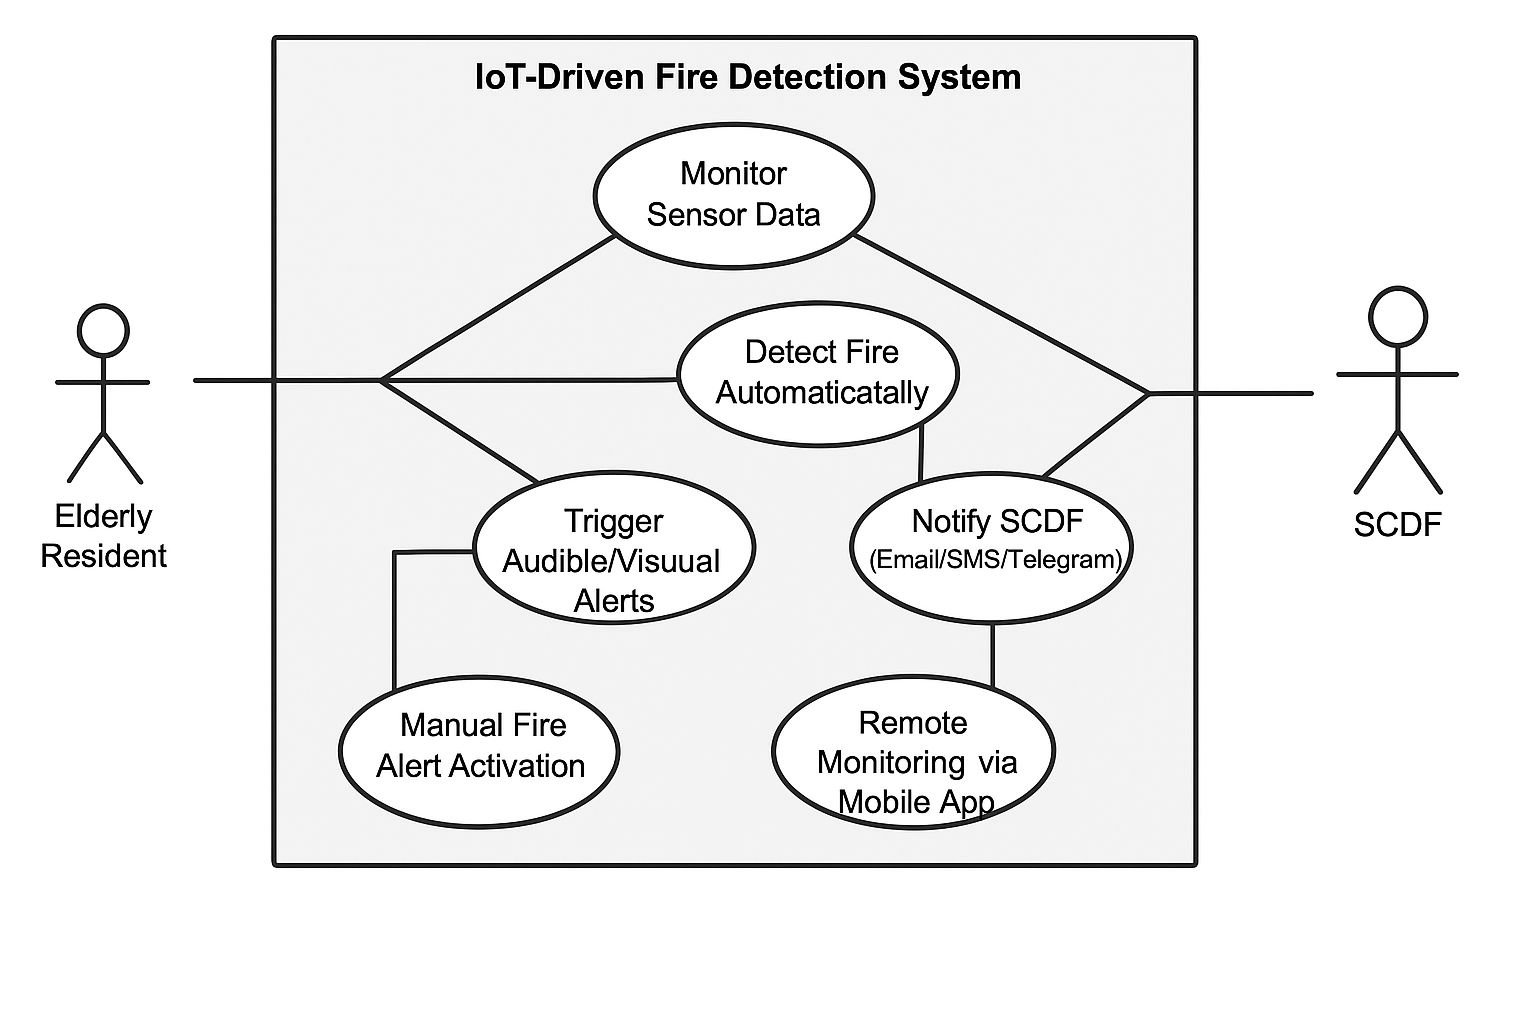 IoT-Driven Fire Detection System
Monitor
Sensor Data
Detect Fire
Automaticatally
Trigger
Audible/Visuual
Alerts
Notify SCDF
(Email/SMS/Telegram)
Manual Fire
Alert Activation
Remote
Monitoring via
Mobile App
Elderly
Resident
SCDF